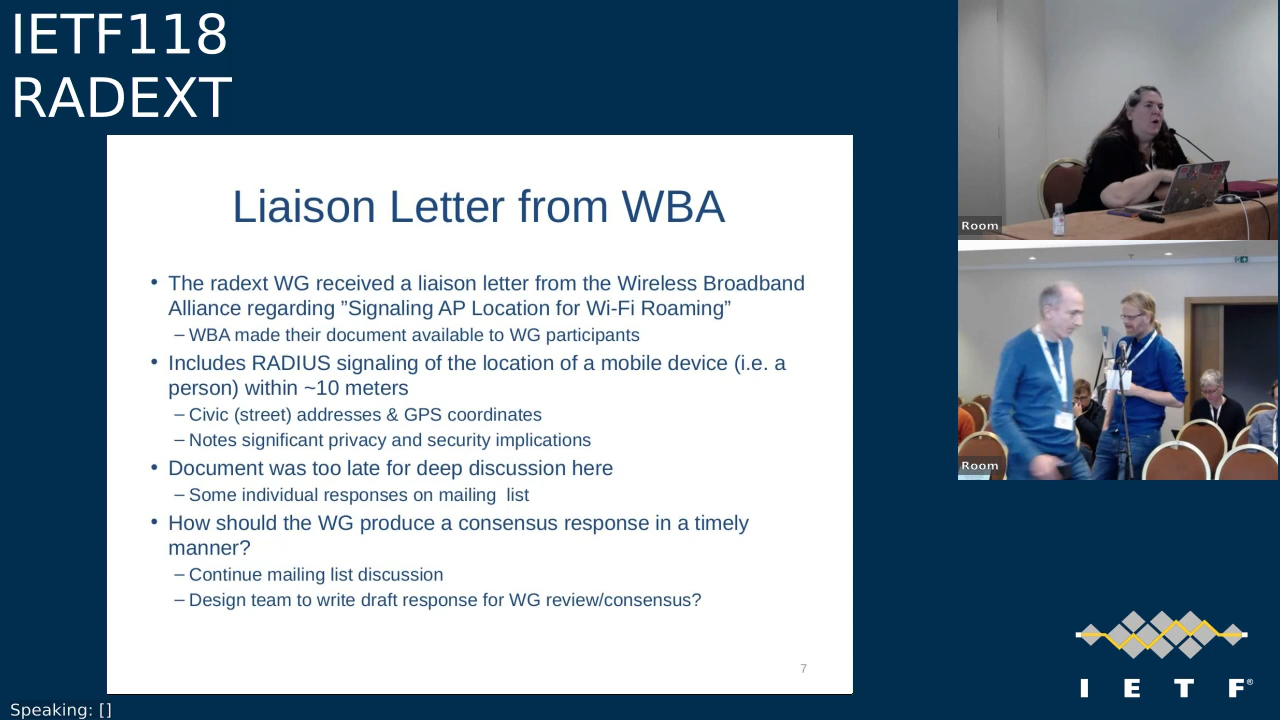 IETF118
RADEXT
Liaison Letter from WBA
• The radext WG received a liaison letter from the Wireless Broadband
Alliance regarding ”Signaling AP Location for Wi-Fi Roaming”
– WBA made their document available to WG participants
• Includes RADIUS signaling of the location of a mobile device (i.e. a
person) within ~10 meters
– Civic (street) addresses & GPS coordinates
– Notes significant privacy and security implications
• Document was too late for deep discussion here
– Some individual responses on mailing  list
• How should the WG produce a consensus response in a timely
manner?
– Continue mailing list discussion
– Design team to write draft response for WG review/consensus?
7
Room
Room
I E T F®
Speaking: []